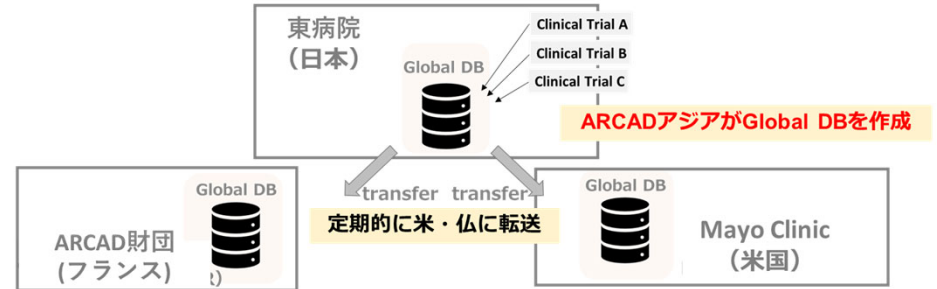 東病院
（日本）
Global DB
Clinical Trial A
Clinical Trial B
Clinical Trial C
ARCADアジアがGlobal DBを作成
transfer transfer
定期的に米・仏に転送
Global DB
ARCAD財団
(フランス)
Global DB
Mayo Clinic
（米国）